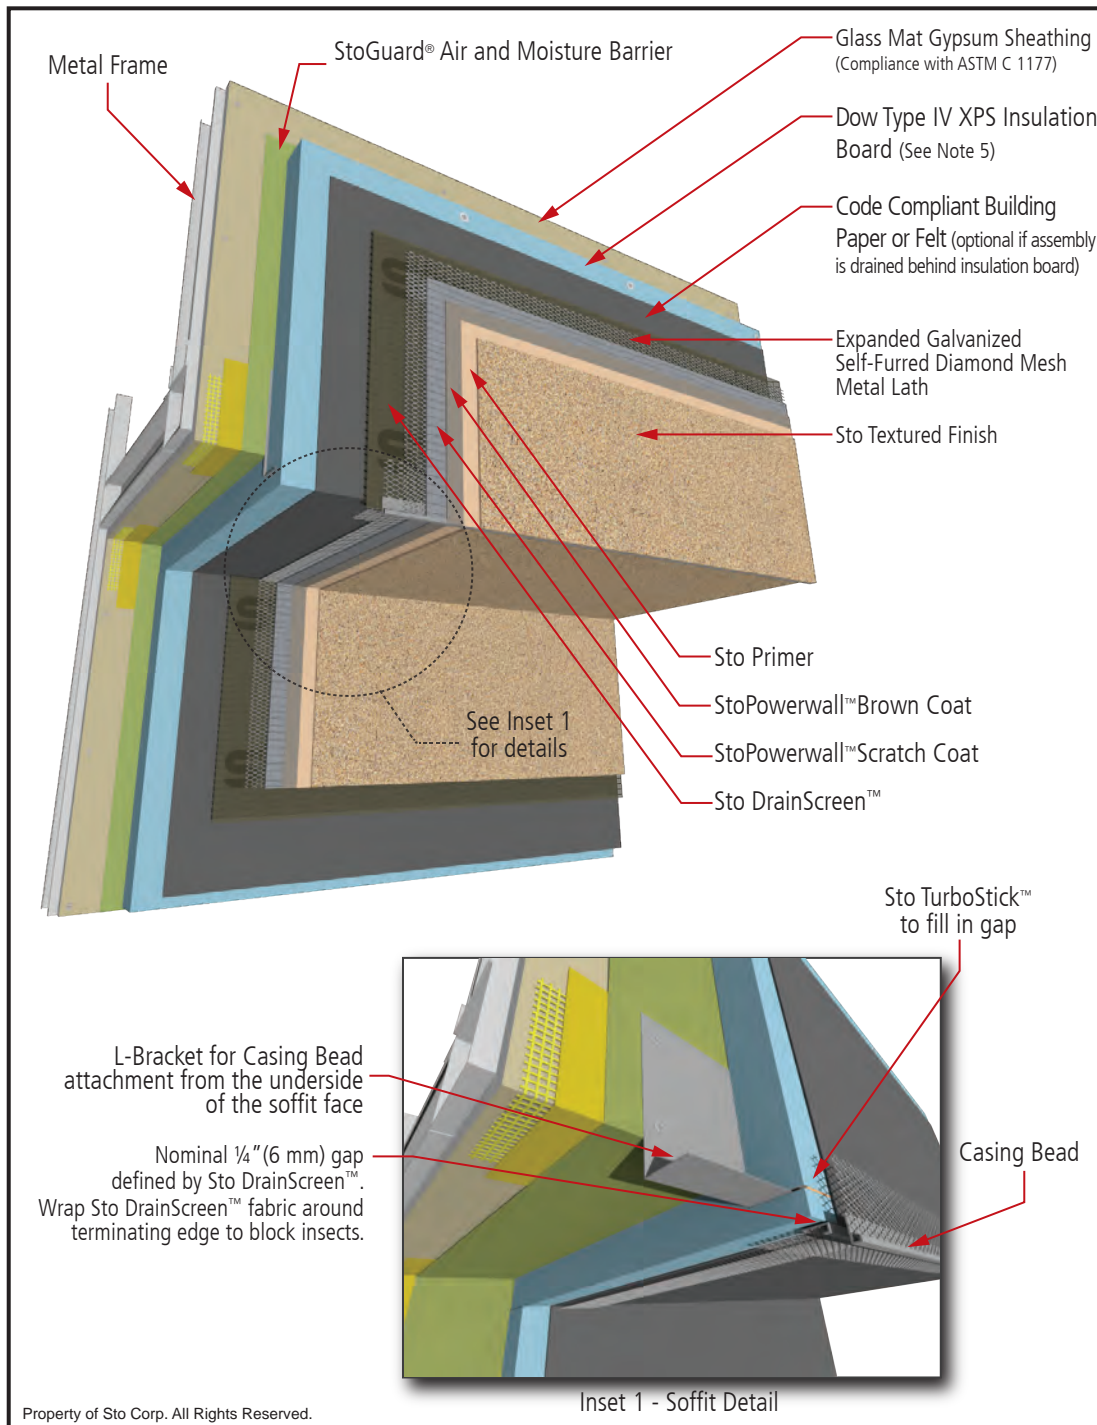 Metal Frame
StoGuard® Air and Moisture Barrier
Glass Mat Gypsum Sheathing
(Compliance with ASTM C 1177)
Dow Type IV XPS Insulation
Board (See Note 5)
Code Compliant Building
Paper or Felt (optional if assembly
is drained behind insulation board)
Expanded Galvanized
Self-Furred Diamond Mesh
Metal Lath
Sto Textured Finish
Sto Primer
StoPowerwall™Brown Coat
StoPowerwall™Scratch Coat
Sto DrainScreen™
See Inset 1
for details
Sto TurboStick™
to fill in gap
L-Bracket for Casing Bead
attachment from the underside
of the soffit face
Nominal ¼"(6 mm) gap
defined by Sto DrainScreen™.
Wrap Sto DrainScreen™ fabric around
terminating edge to block insects.
Casing Bead
Inset 1 - Soffit Detail
Property of Sto Corp. All Rights Reserved.